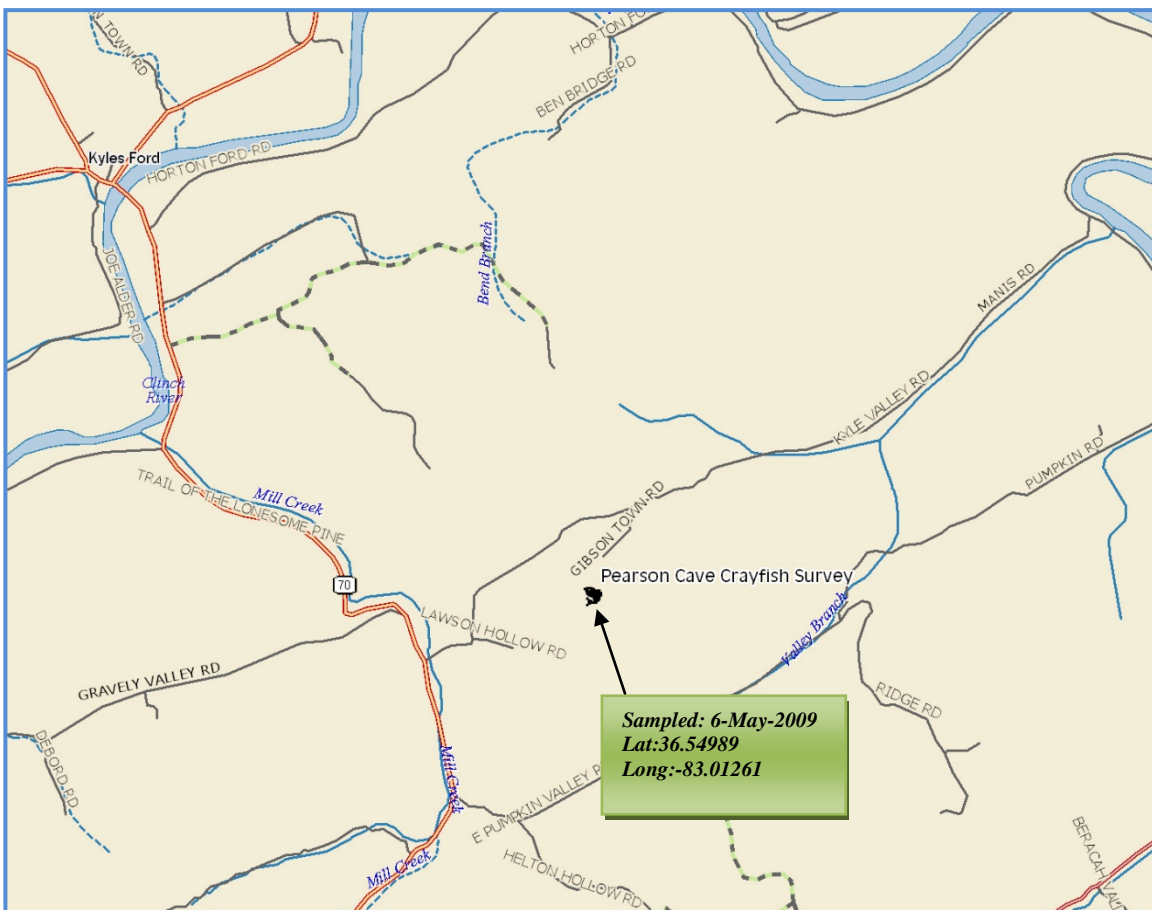 N TOWN RD
HORTON FO
BEN BRIDGE RD
Kyles Ford
HORTON FORD RD
JOE ALDER RD
Bend Branch
MANIS RD
Clinch
River
KYLE VALLEY RD
PUMPKIN RD
TRAIL OF THE LONESOME PINE
Mill Creek
GIBSON TOWN RD
Pearson Cave Crayfish Survey
70
LAWSON HOLLOW RD
Valley Branch
GRAVELY VALLEY RD
RIDGE RD
Sampled: 6-May-2009
Lat:36.54989
Long:-83.01261
DEBORD RD
Mill Creek
E PUMPKIN VALLEY R
HELTON HOLLOW RD
Mill Creek
BERACAH VAL